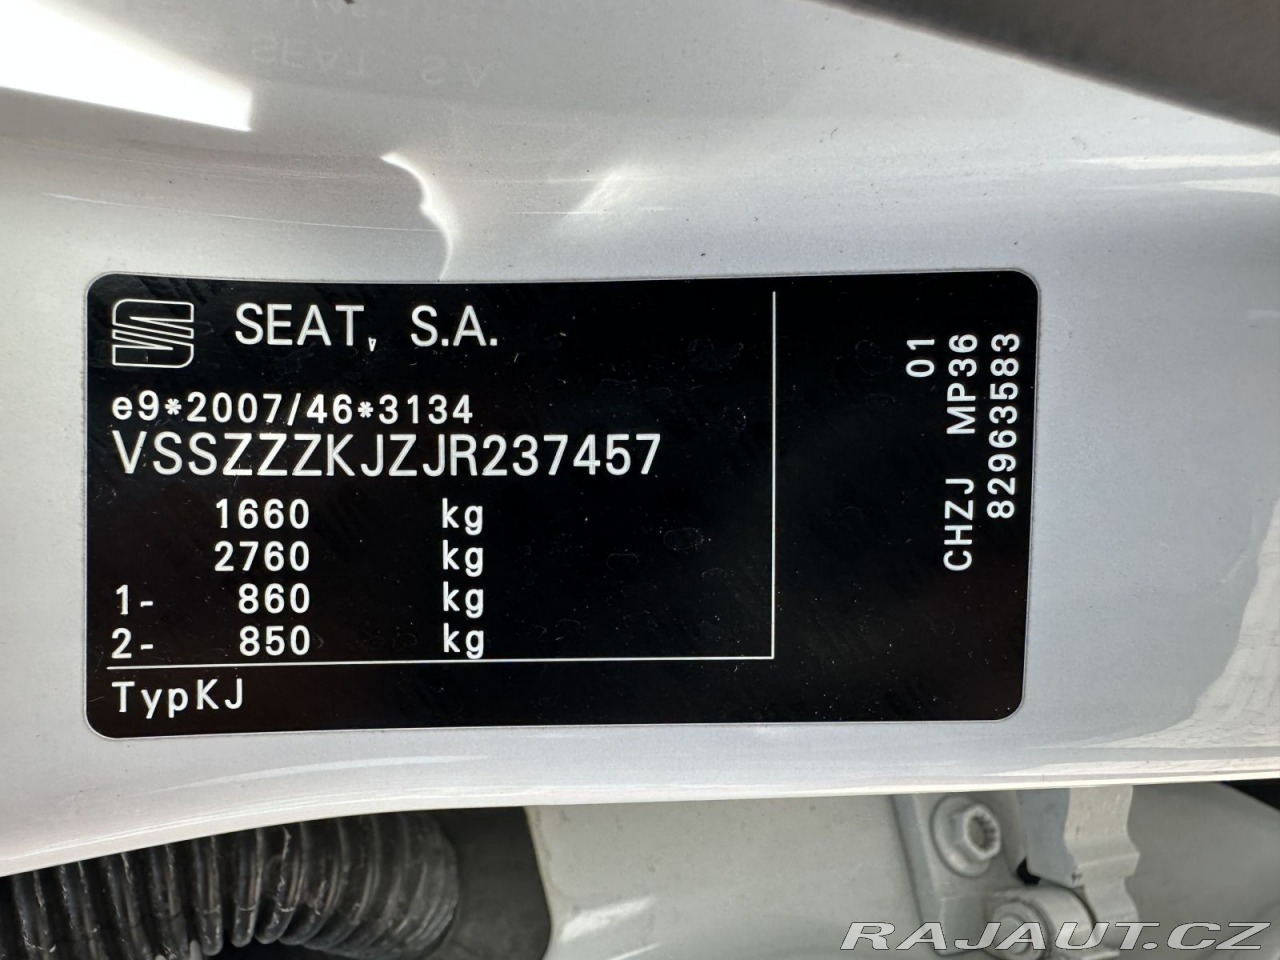 SEAT, S.A.
e9*2007/46*3134
VSSZZZKJZJR237457
1660 kg
2760 kg
1- 860 kg
2- 850 kg
TypKJ
01
CHZJ MP36
82963583
RAJAUT.CZ